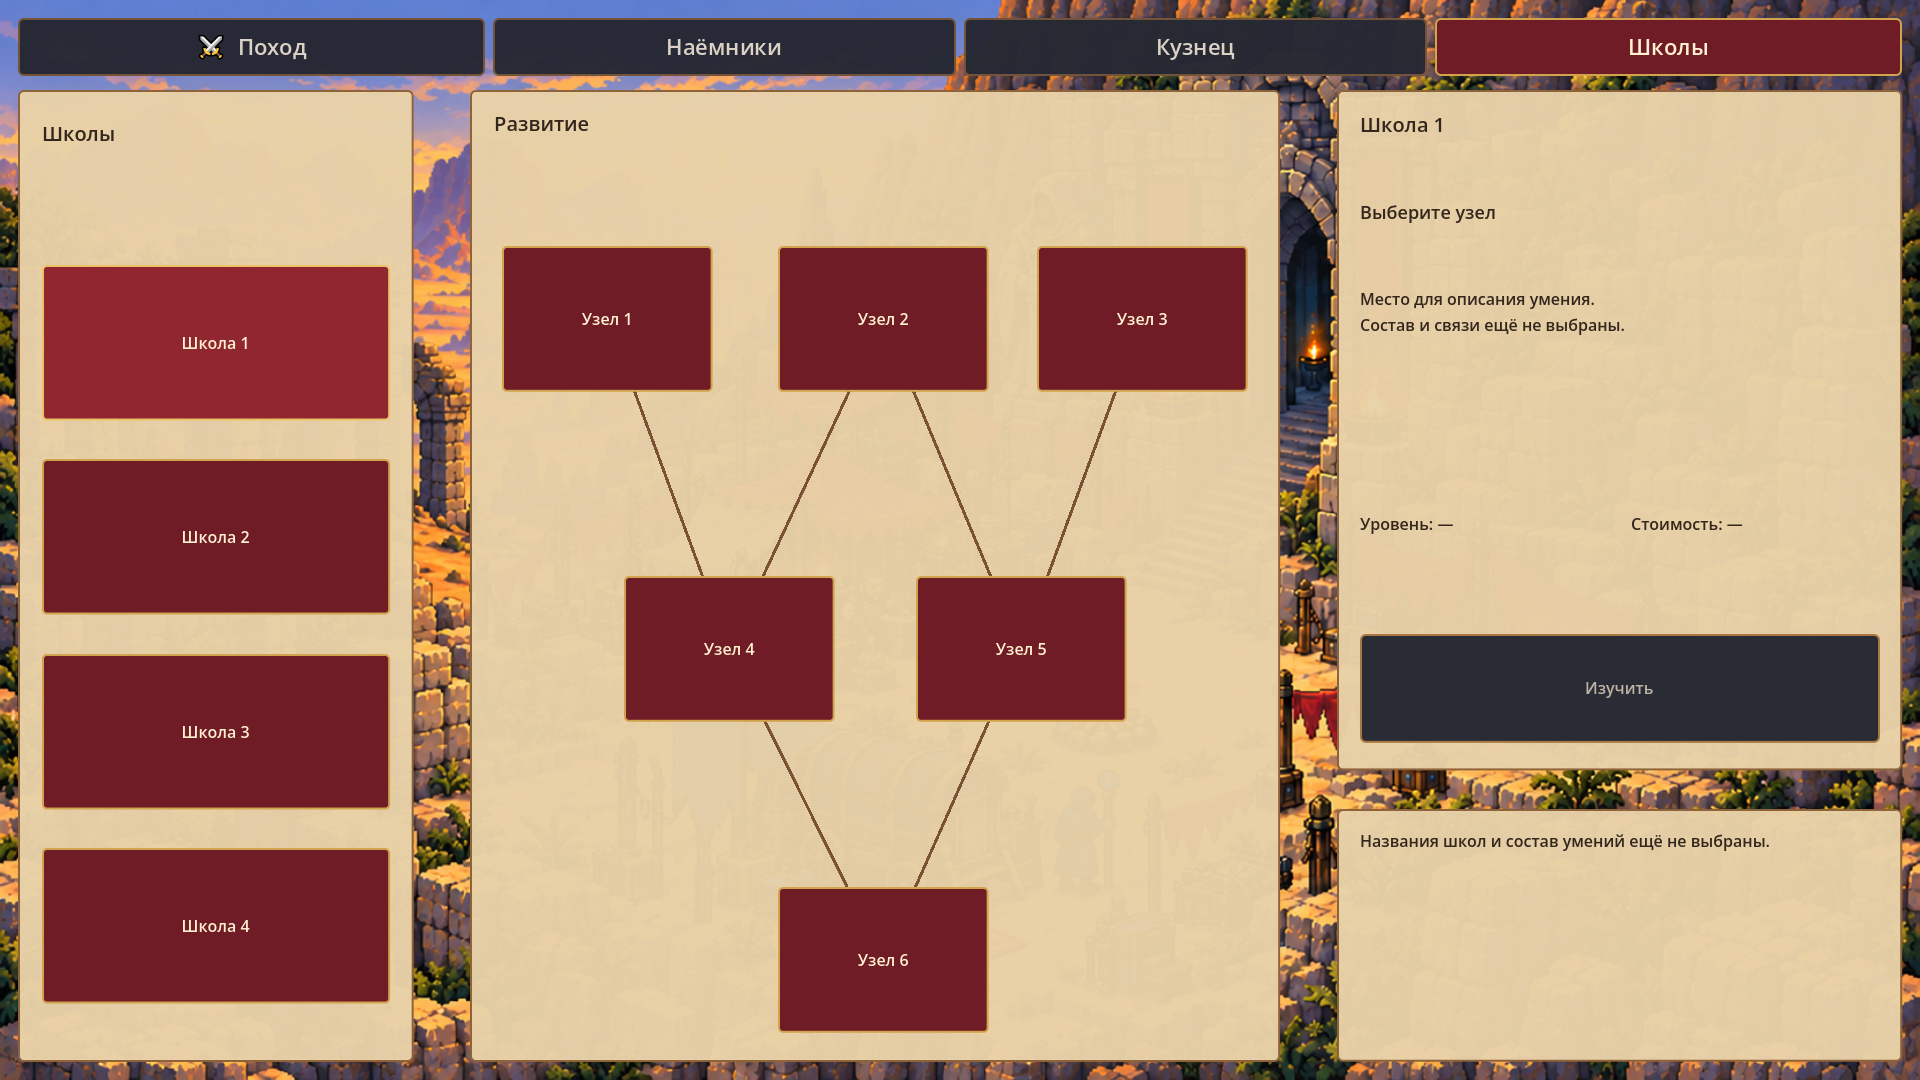 Поход
Наёмники
Кузнец
Школы
Школы
Школа 1
Школа 2
Школа 3
Школа 4
Развитие
Узел 1
Узел 2
Узел 3
Узел 4
Узел 5
Узел 6
Школа 1
Выберите узел
Место для описания умения.
Состав и связи ещё не выбраны.
Уровень: —
Стоимость: —
Изучить
Названия школ и состав умений ещё не выбраны.